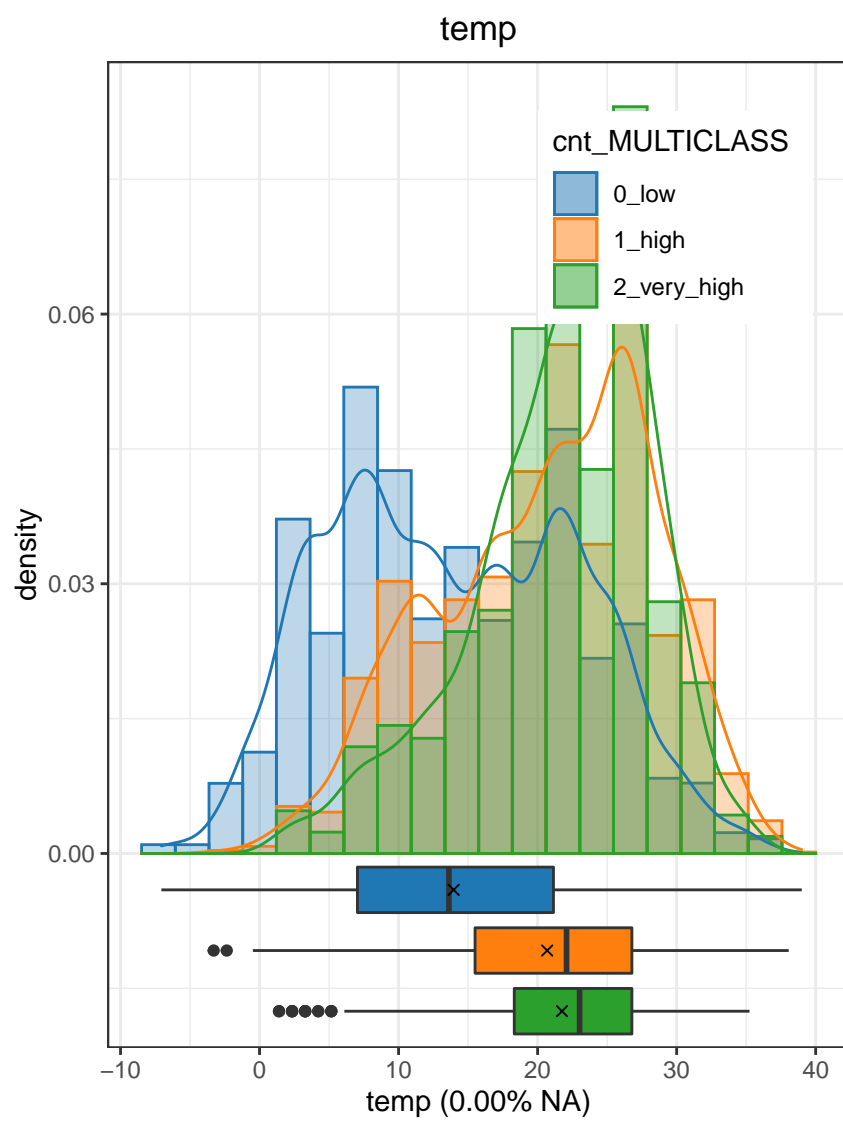 temp
cnt_MULTICLASS
0_low
1_high
2_very_high
0.06
0.03
0.00
density
−10 0 10 20 30 40
temp (0.00% NA)